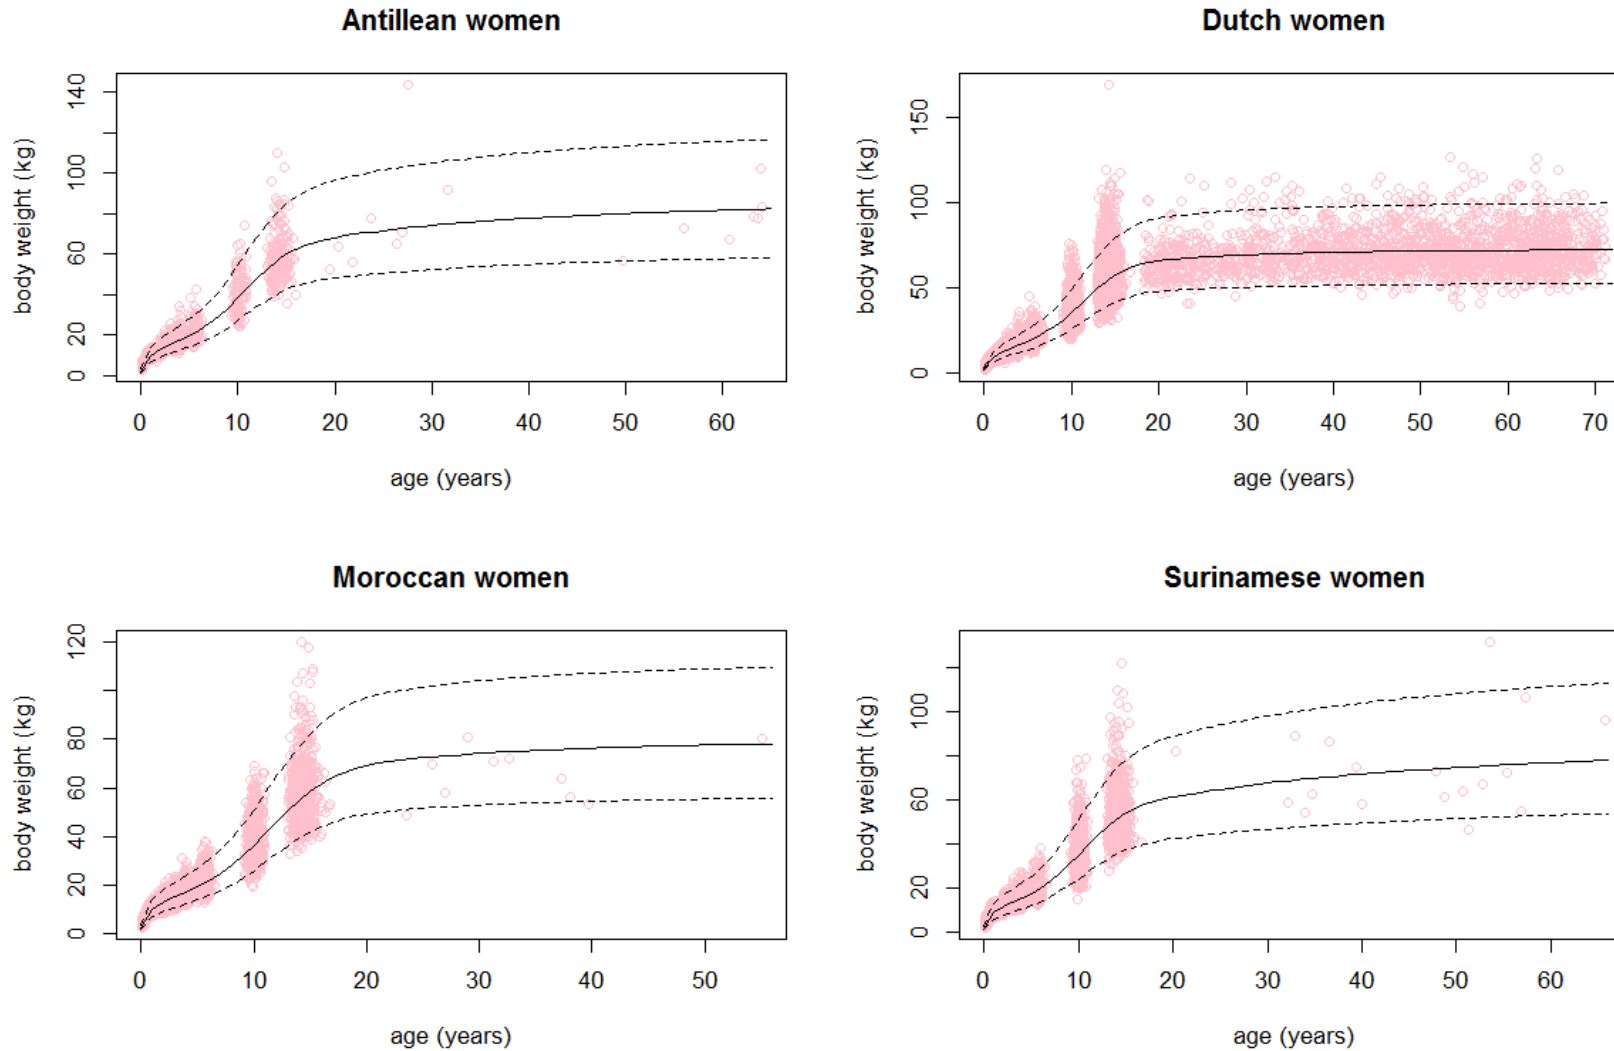 Antillean women
body weight (kg)
0 20 60 100 140
0 10 20 30 40 50 60
age (years)
Dutch women
body weight (kg)
0 50 100 150
0 10 20 30 40 50 60 70
age (years)
Moroccan women
body weight (kg)
0 20 40 60 80 120
0 10 20 30 40 50
age (years)
Surinamese women
body weight (kg)
0 20 60 100
0 10 20 30 40 50 60
age (years)